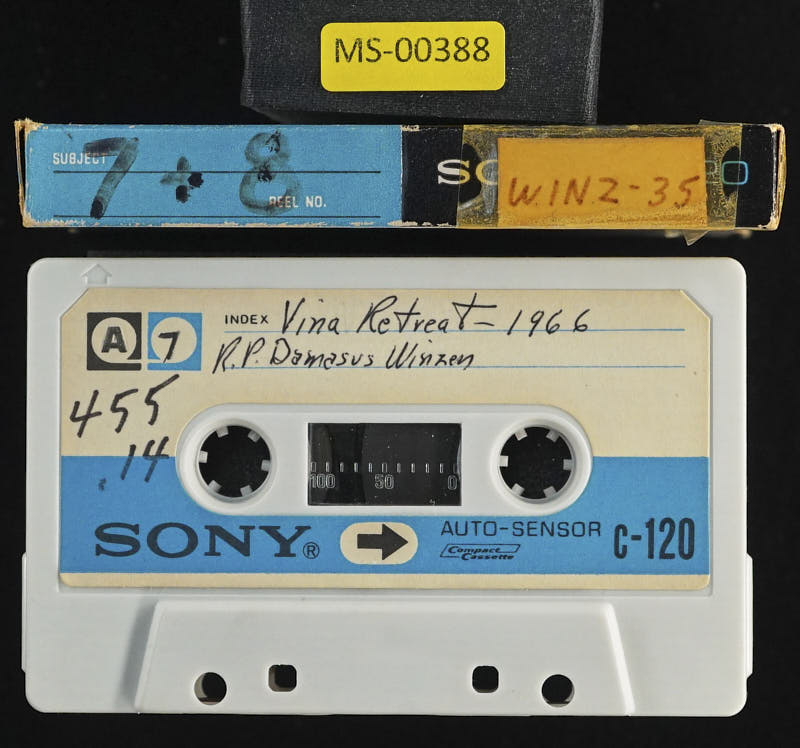 MS-00388
SUBJECT 7 + 8
REEL NO.
WINZ-35
A 7 INDEX Vina Retreat - 1966
R.P. Damasus Winzen
455
.14
100 50 0
SONY® AUTO-SENSOR C-120
Compact
Cassette